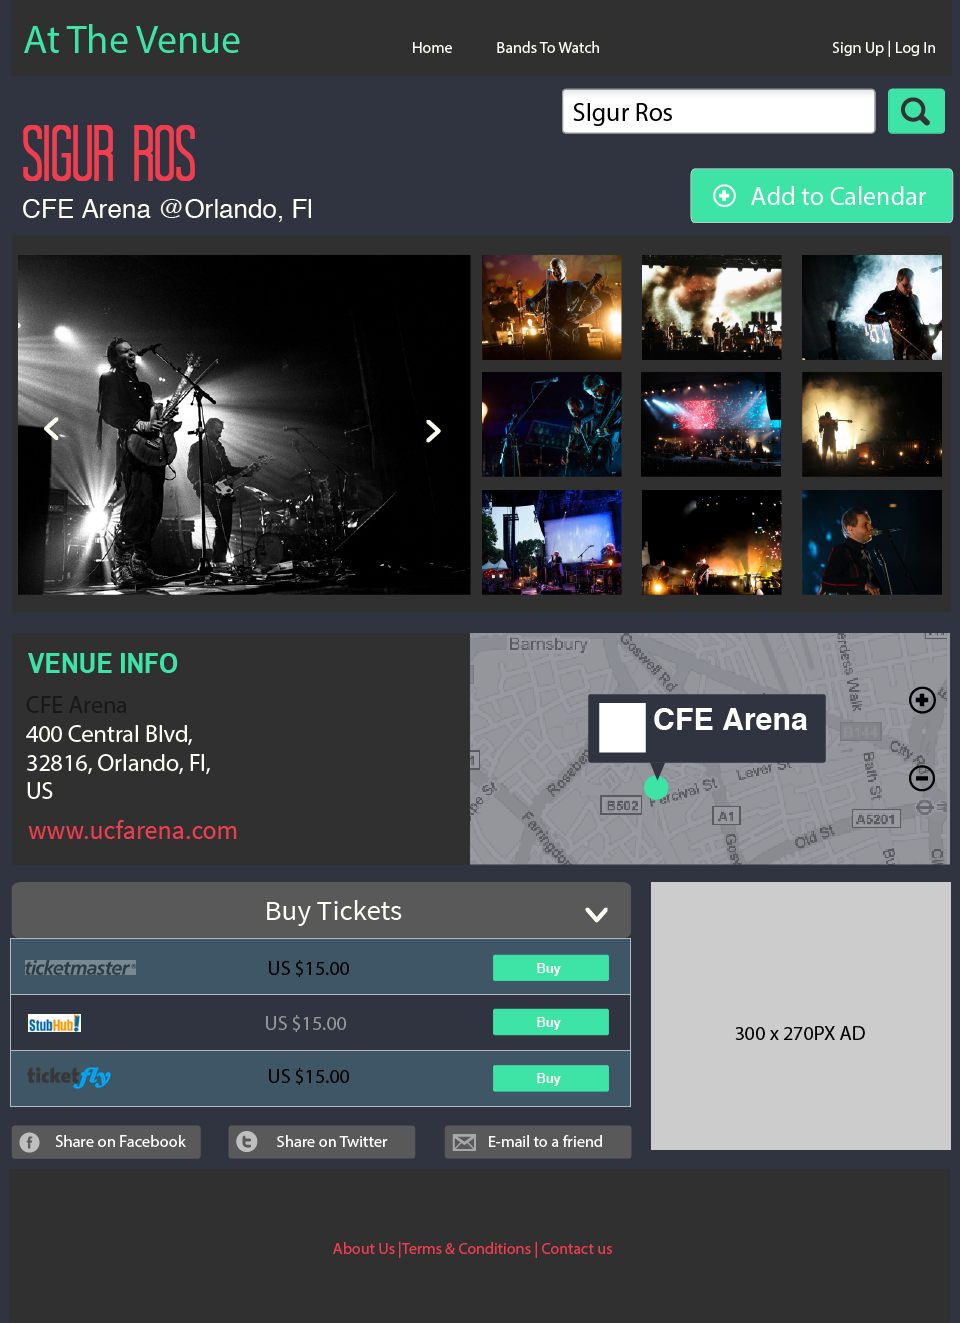 At The Venue
Home
Bands To Watch
Sign Up | Log In
SIgur Ros
SIGUR ROS
CFE Arena @Orlando, Fl
Add to Calendar
VENUE INFO
CFE Arena
400 Central Blvd,
32816, Orlando, Fl,
US
www.ucfarena.com
Barnsbury
Goswell Rd
CFE Arena
B144
City
Rosebery
Lever St
Bath St
Percival St
B502
A1
A5201
Farringdon
Old St
Buy Tickets
ticketmaster
US $15.00
Buy
StubHub!
US $15.00
Buy
ticketfly
US $15.00
Buy
300 x 270PX AD
Share on Facebook
Share on Twitter
E-mail to a friend
About Us |Terms & Conditions | Contact us